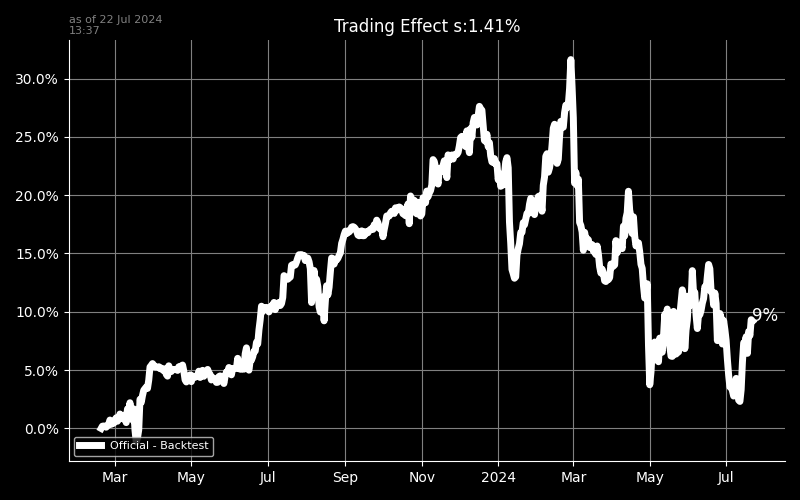 as of 22 Jul 2024
13:37
Trading Effect s:1.41%
30.0%
25.0%
20.0%
15.0%
10.0%
5.0%
0.0%
9%
Official - Backtest
Mar May Jul Sep Nov 2024 Mar May Jul